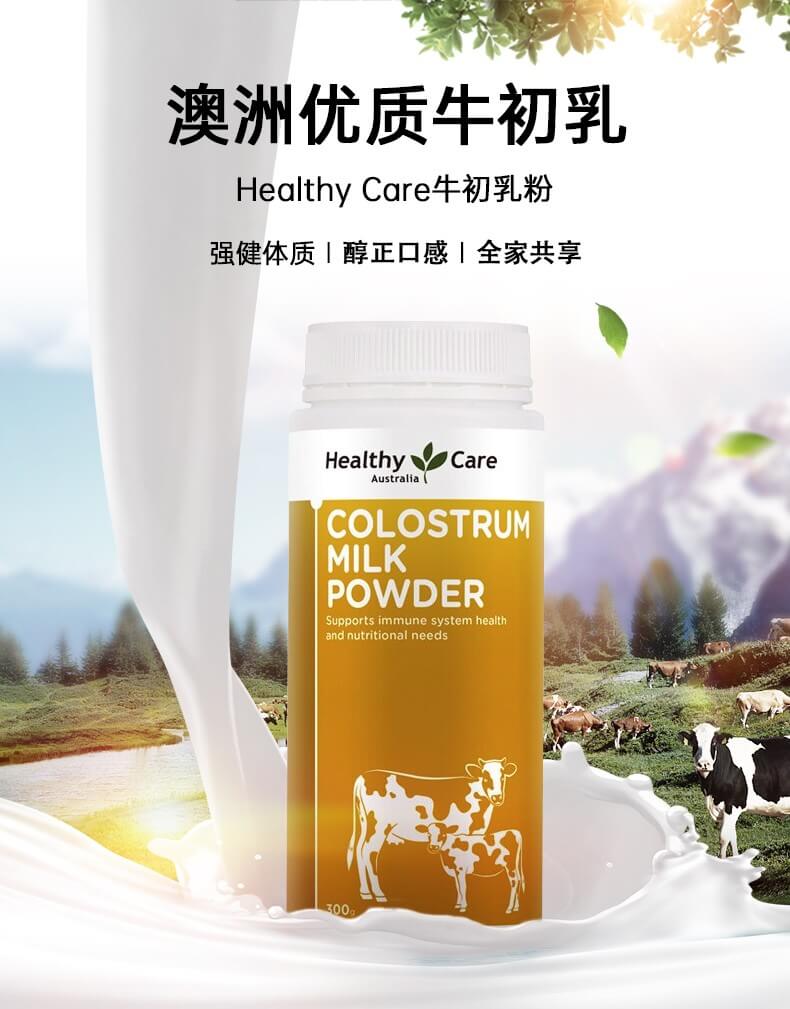 澳洲优质牛初乳
Healthy Care牛初乳粉
强健体质 | 醇正口感 | 全家共享
Healthy Care
Australia
COLOSTRUM
MILK
POWDER
Supports immune system health
and nutritional needs
300g